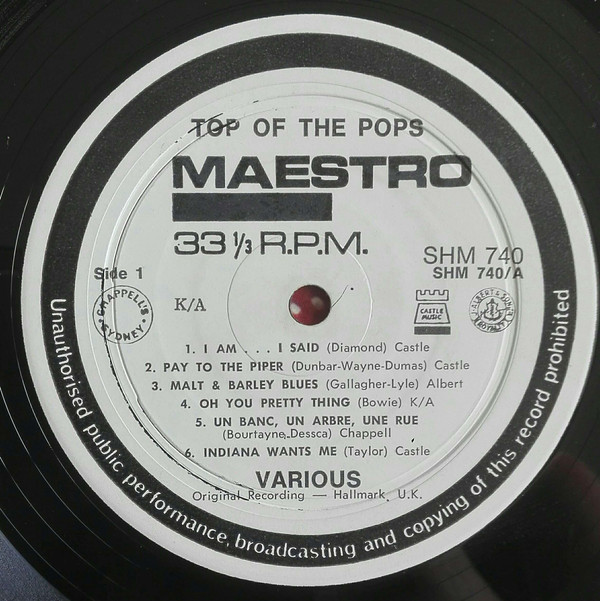 TOP OF THE POPS
MAESTRO
33 1/3 R.P.M.
SHM 740
Side 1
SHM 740/A
CHAPPELL'S
SYDNEY
K/A
CASTLE
MUSIC
J. ALBERT & SON
ROYALTY
1. I AM . . . I SAID (Diamond) Castle
2. PAY TO THE PIPER (Dunbar-Wayne-Dumas) Castle
3. MALT & BARLEY BLUES (Gallagher-Lyle) Albert
4. OH YOU PRETTY THING (Bowie) K/A
5. UN BANC, UN ARBRE, UNE RUE
(Bourtayne-Dessca) Chappell
6. INDIANA WANTS ME (Taylor) Castle
VARIOUS
Original Recording — Hallmark, U.K.
Unauthorised public performance, broadcasting and copying of this record prohibited